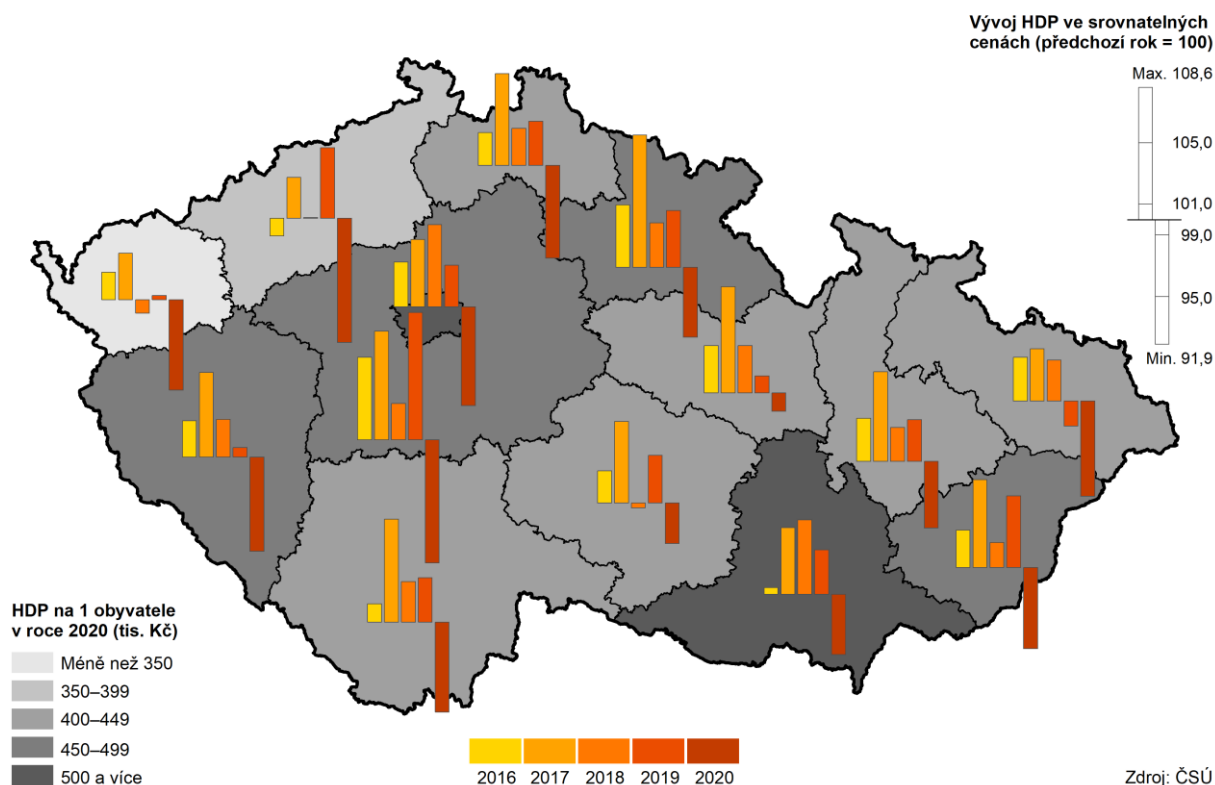 Vývoj HDP ve srovnatelných
cenách (předchozí rok = 100)
Max. 108,6
105,0
101,0
99,0
95,0
Min. 91,9
HDP na 1 obyvatele
v roce 2020 (tis. Kč)
Méně než 350
350–399
400–449
450–499
500 a více
2016 2017 2018 2019 2020
Zdroj: ČSÚ